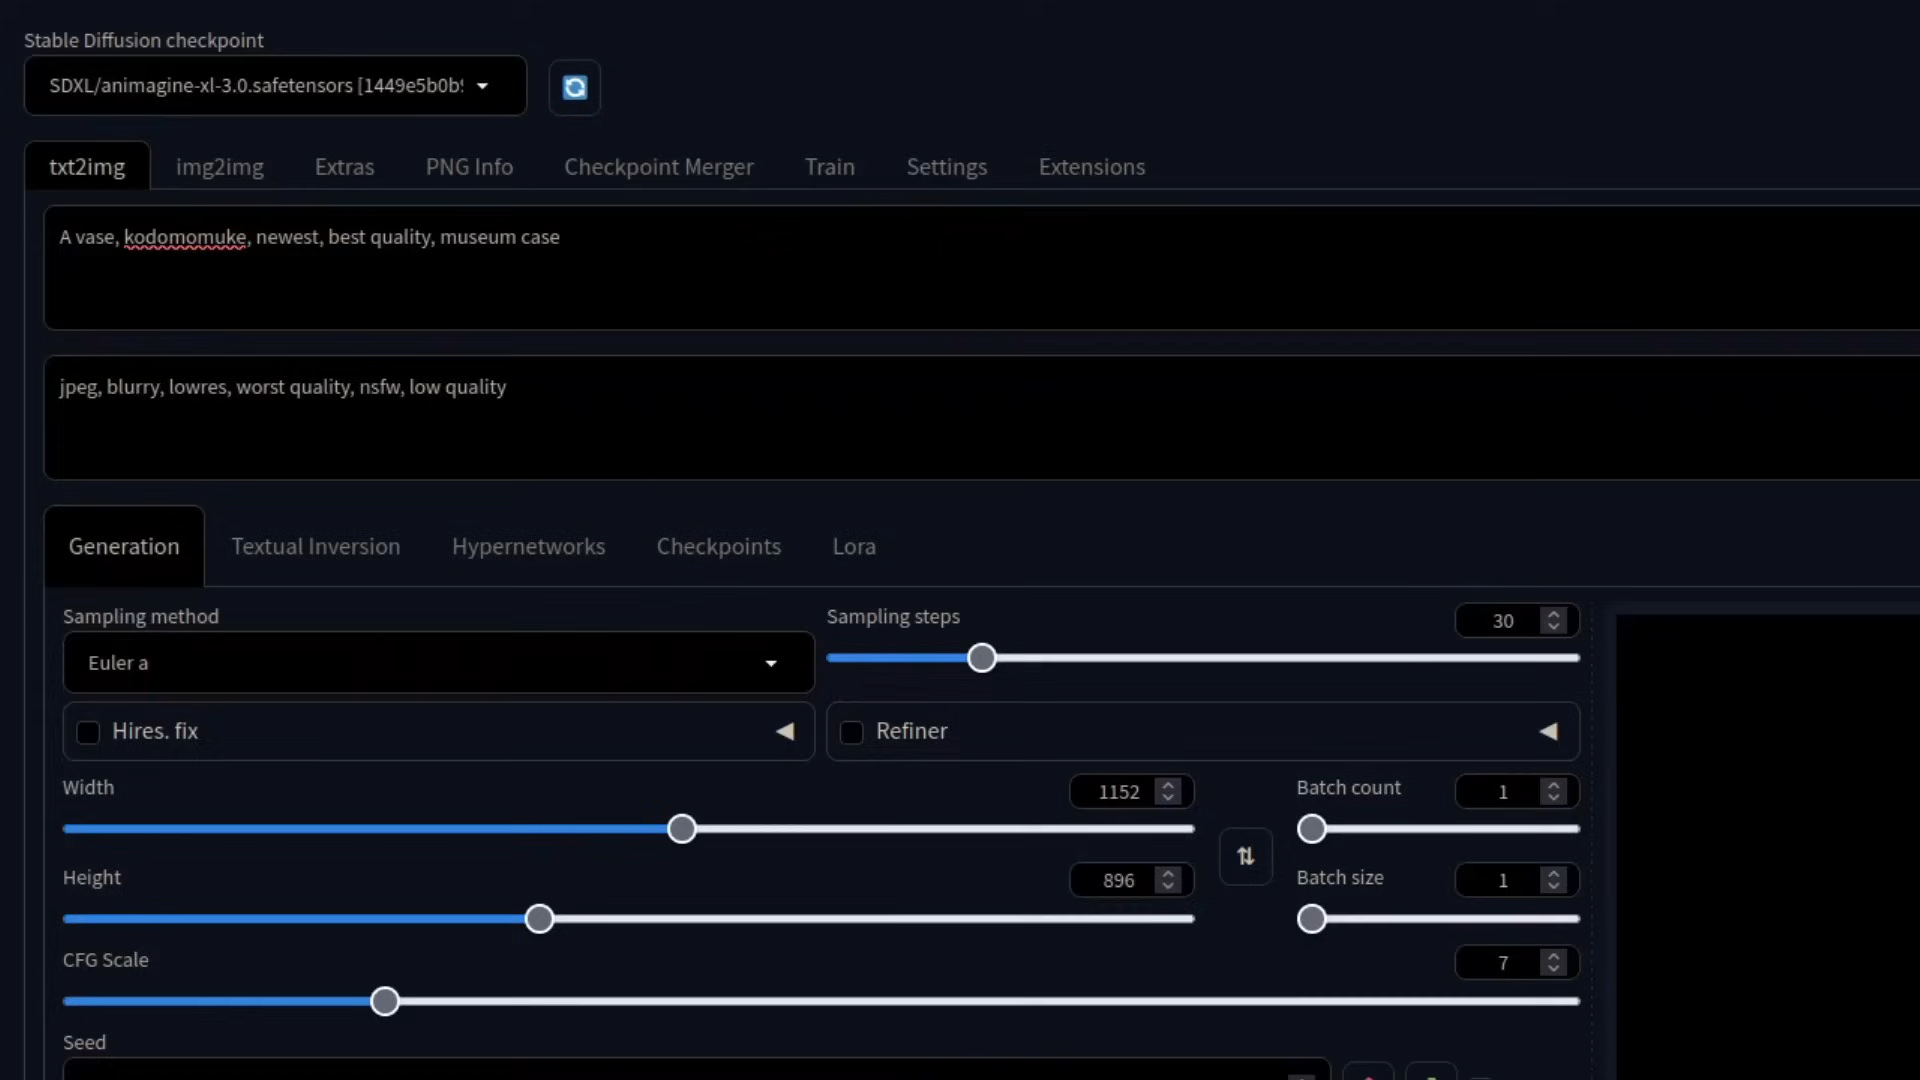 Stable Diffusion checkpoint
SDXL/animagine-xl-3.0.safetensors [1449e5b0b
txt2img img2img Extras PNG Info Checkpoint Merger Train Settings Extensions
A vase, kodomomuke, newest, best quality, museum case
jpeg, blurry, lowres, worst quality, nsfw, low quality
Generation Textual Inversion Hypernetworks Checkpoints Lora
Sampling method Sampling steps 30
Euler a
Hires. fix Refiner
Width 1152 Batch count 1
Height 896 Batch size 1
CFG Scale 7
Seed